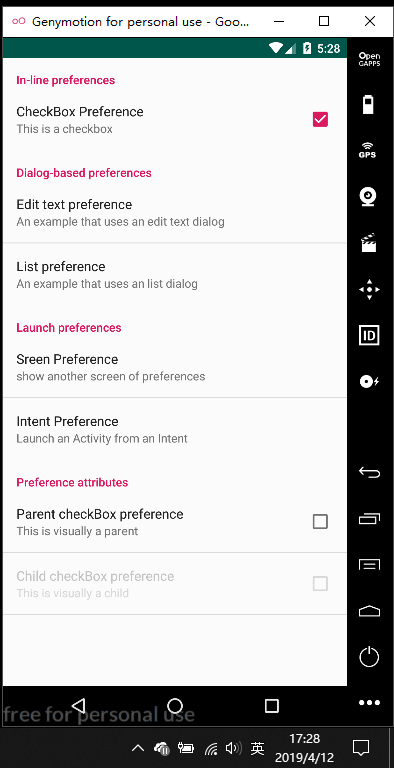 Genymotion for personal use - Goo...
5:28
Open
GAPPS
In-line preferences
CheckBox Preference
This is a checkbox
GPS
Dialog-based preferences
Edit text preference
An example that uses an edit text dialog
List preference
An example that uses an list dialog
Launch preferences
Sreen Preference
show another screen of preferences
ID
Intent Preference
Launch an Activity from an Intent
Preference attributes
Parent checkBox preference
This is visually a parent
Child checkBox preference
This is visually a child
free for personal use
英
17:28
2019/4/12